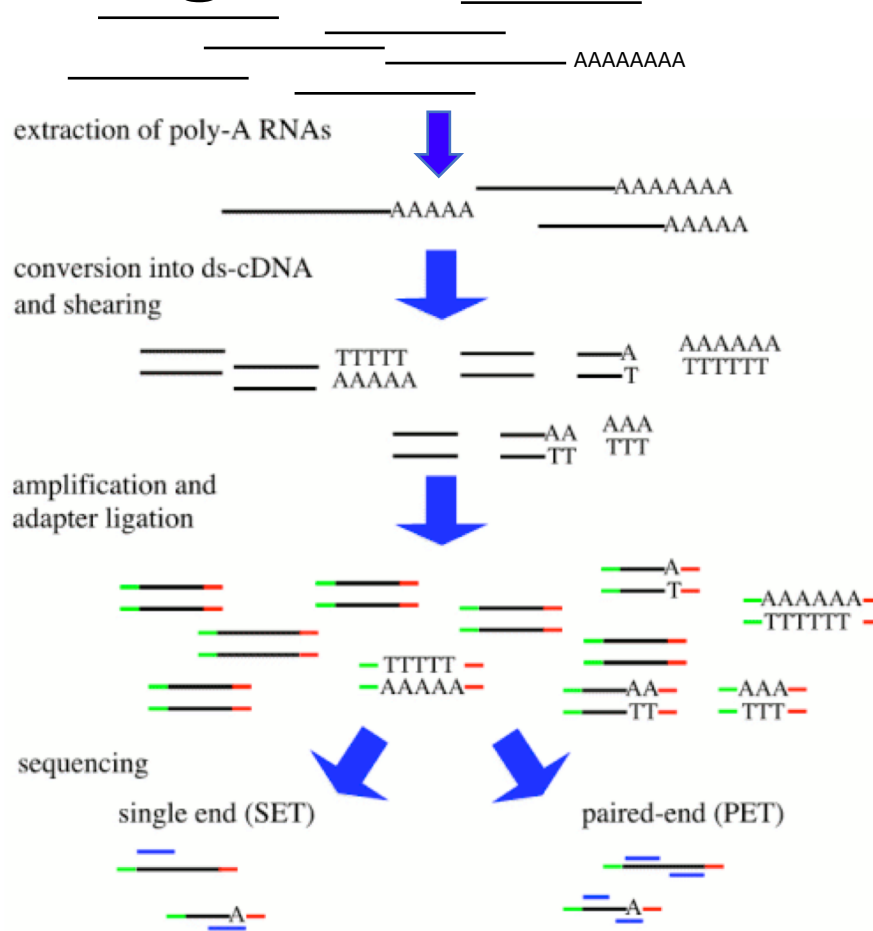 AAAAAAAA
extraction of poly-A RNAs
AAAAAAA
AAAAA
AAAAA
conversion into ds-cDNA
and shearing
TTTTT
AAAAA
A
T
AAAAAA
TTTTTT
AA
TT
AAA
TTT
amplification and
adapter ligation
A
T
AAAAAA
TTTTTT
TTTTT
AAAAA
AA
TT
AAA
TTT
sequencing
single end (SET)
paired-end (PET)
A
A